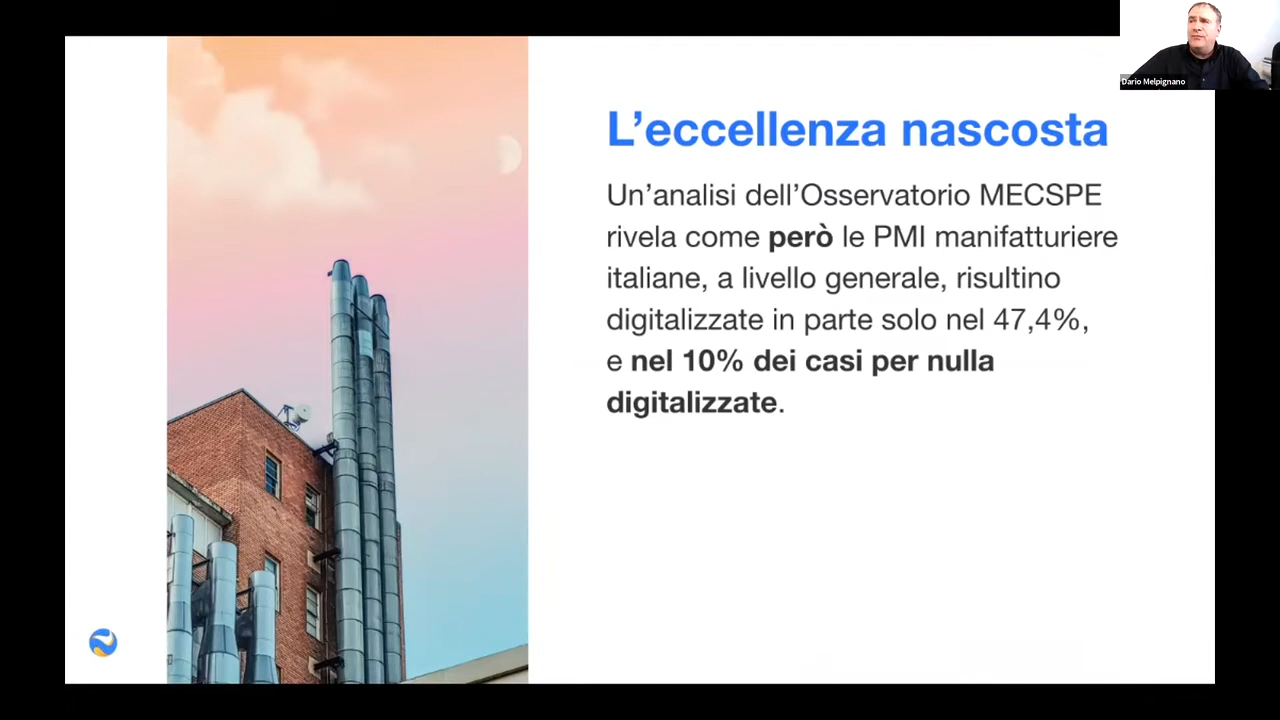 Dario Melpignano
L’eccellenza nascosta
Un’analisi dell’Osservatorio MECSPE
rivela come però le PMI manifatturiere
italiane, a livello generale, risultino
digitalizzate in parte solo nel 47,4%,
e nel 10% dei casi per nulla
digitalizzate.